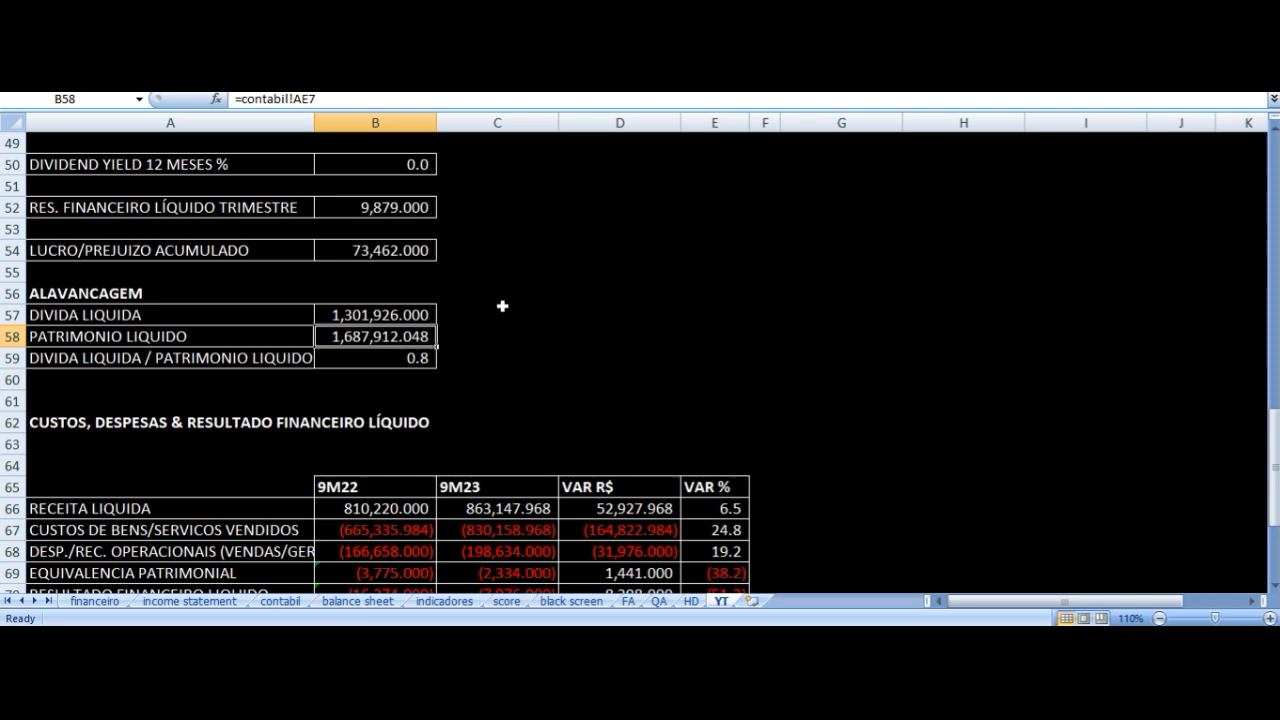 B58 fx =contabil!AE7
A B C D E F G H I J K
49
50 DIVIDEND YIELD 12 MESES % 0.0
51
52 RES. FINANCEIRO LÍQUIDO TRIMESTRE 9,879.000
53
54 LUCRO/PREJUIZO ACUMULADO 73,462.000
55
56 ALAVANCAGEM
57 DIVIDA LIQUIDA 1,301,926.000
58 PATRIMONIO LIQUIDO 1,687,912.048
59 DIVIDA LIQUIDA / PATRIMONIO LIQUIDO 0.8
60
61
62 CUSTOS, DESPESAS & RESULTADO FINANCEIRO LÍQUIDO
63
64
65 9M22 9M23 VAR R$ VAR %
66 RECEITA LIQUIDA 810,220.000 863,147.968 52,927.968 6.5
67 CUSTOS DE BENS/SERVICOS VENDIDOS (665,335.984) (830,158.968) (164,822.984) 24.8
68 DESP./REC. OPERACIONAIS (VENDAS/GER (166,658.000) (198,634.000) (31,976.000) 19.2
69 EQUIVALENCIA PATRIMONIAL (3,775.000) (2,334.000) 1,441.000 (38.2)
financeiro income statement contabil balance sheet indicadores score black screen FA QA HD YT
Ready 110%